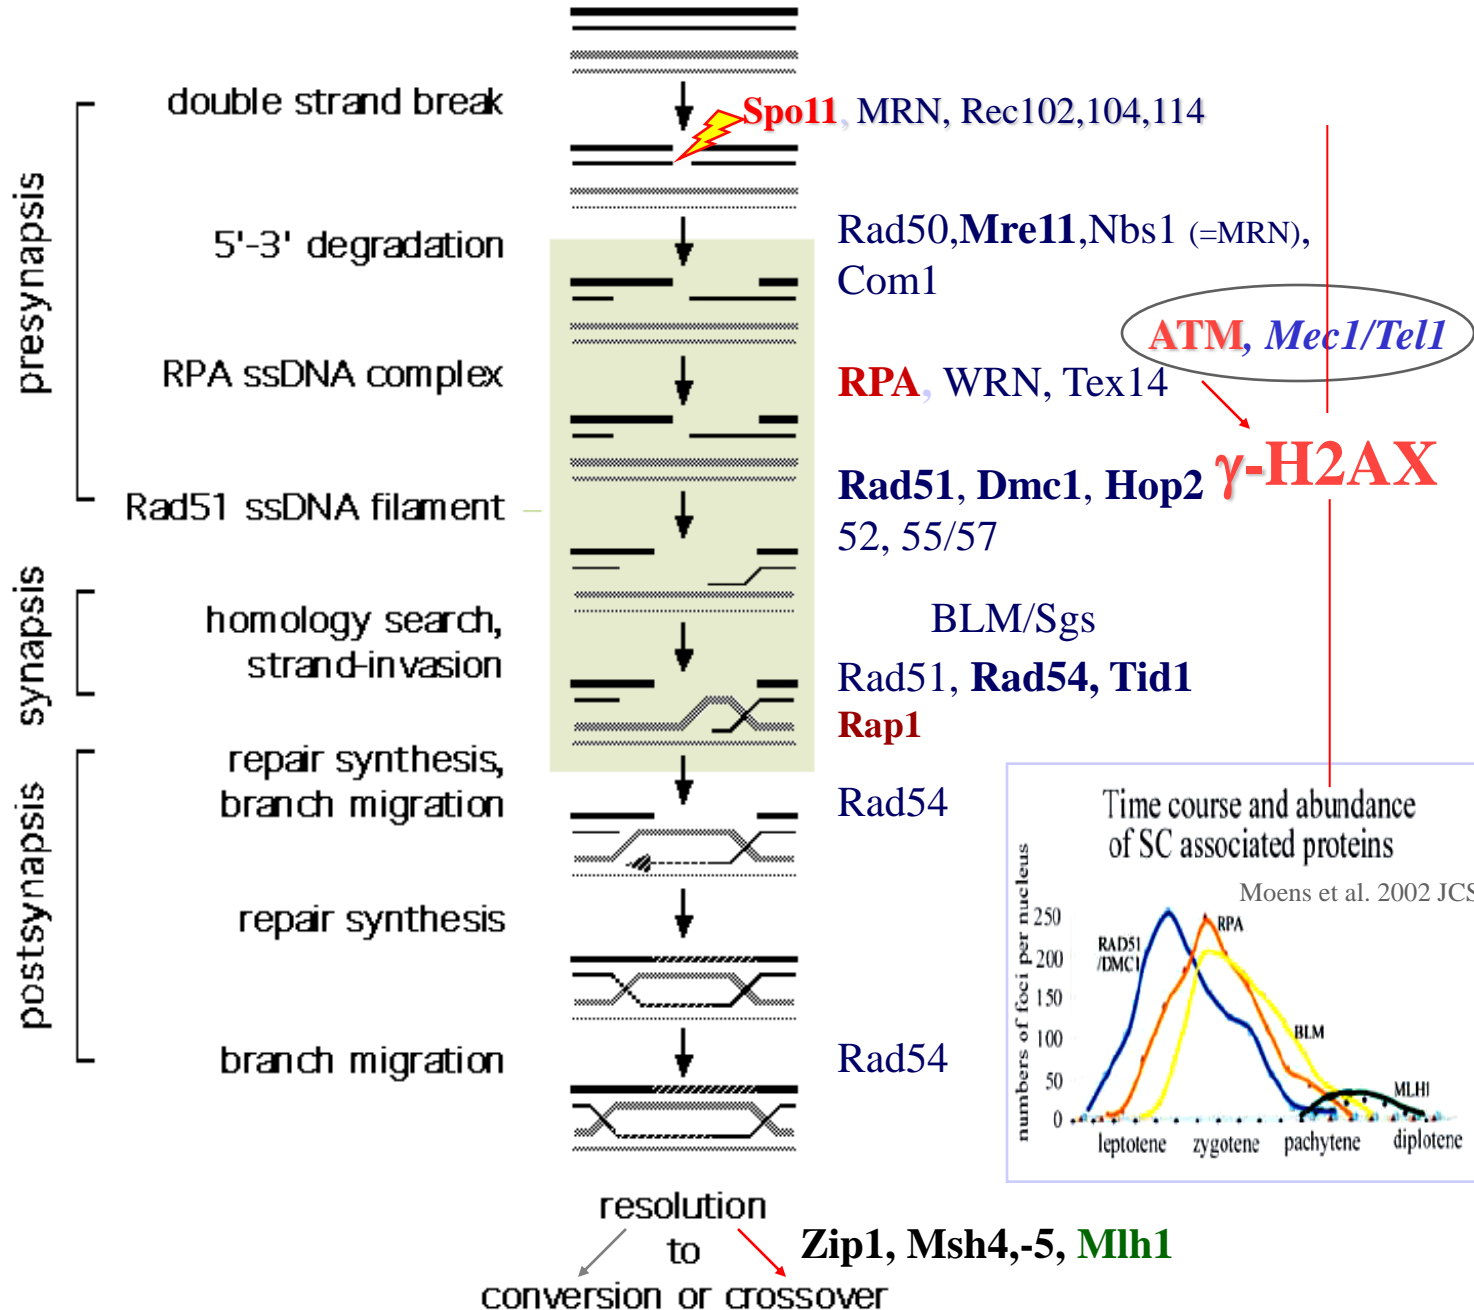 double strand break
Spo11, MRN, Rec102,104,114
presynapsis
5'-3' degradation
Rad50,Mre11,Nbs1 (=MRN),
Com1
ATM, Mec1/Tel1
RPA ssDNA complex
RPA, WRN, Tex14
γ-H2AX
Rad51 ssDNA filament
Rad51, Dmc1, Hop2
52, 55/57
synapsis
homology search,
strand-invasion
BLM/Sgs
Rad51, Rad54, Tid1
Rap1
postsynapsis
repair synthesis,
branch migration
Rad54
repair synthesis
branch migration
Rad54
Time course and abundance
of SC associated proteins
Moens et al. 2002 JCS
numbers of foci per nucleus
250
200
150
100
50
0
RAD51
/DMC1
RPA
BLM
MLH1
leptotene zygotene pachytene diplotene
resolution
to
conversion or crossover
Zip1, Msh4,-5, Mlh1